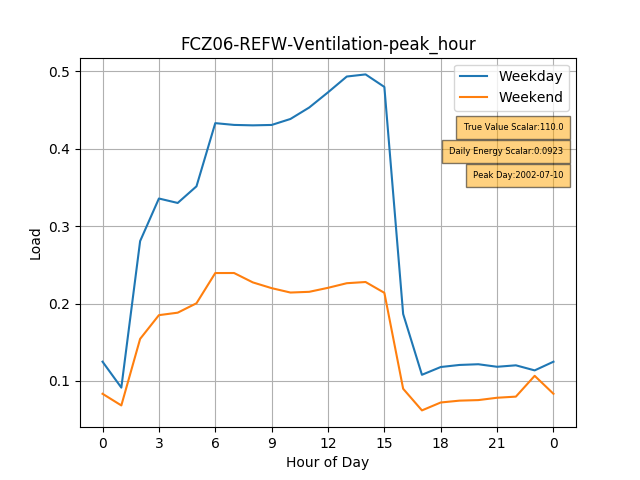 FCZ06-REFW-Ventilation-peak_hour
Weekday
Weekend
True Value Scalar:110.0
Daily Energy Scalar:0.0923
Peak Day:2002-07-10
Load
0.5
0.4
0.3
0.2
0.1
0 3 6 9 12 15 18 21 0
Hour of Day